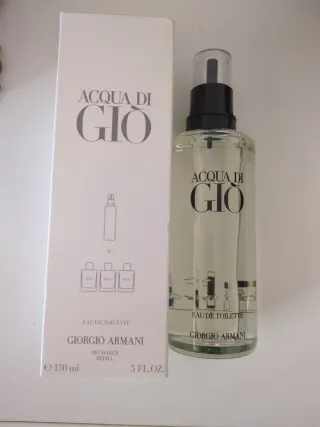 ACQUA DI
GIÒ
EAU DE TOILETTE
GIORGIO ARMANI
RECHARGE
REFILL
e 150 ml 5 FL.OZ.
ACQUA DI
GIÒ
EAU DE TOILETTE
GIORGIO ARMANI